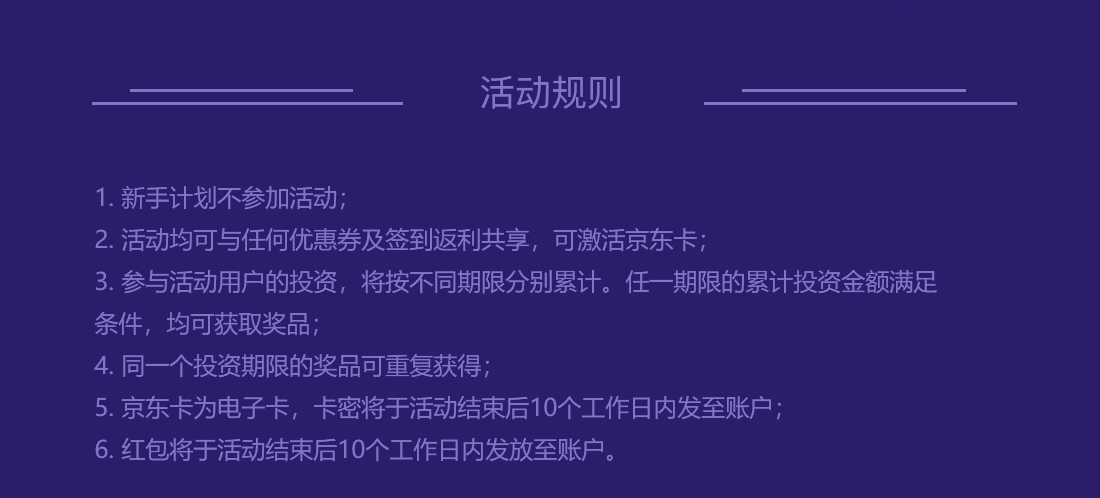 活动规则
1. 新手计划不参加活动；
2. 活动均可与任何优惠券及签到返利共享，可激活京东卡；
3. 参与活动用户的投资，将按不同期限分别累计。任一期限的累计投资金额满足
条件，均可获取奖品；
4. 同一个投资期限的奖品可重复获得；
5. 京东卡为电子卡，卡密将于活动结束后10个工作日内发至账户；
6. 红包将于活动结束后10个工作日内发放至账户。